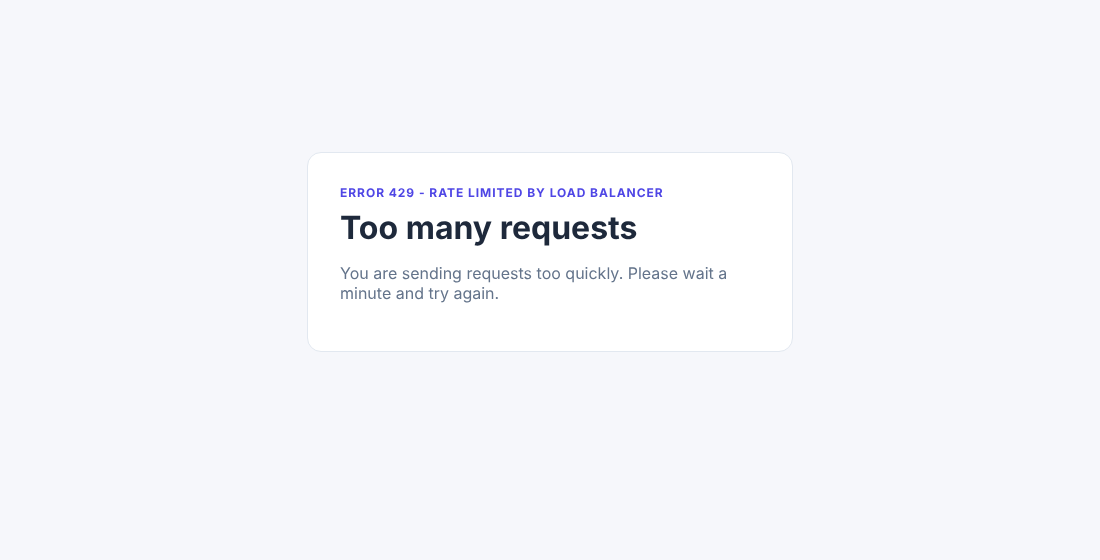 ERROR 429 - RATE LIMITED BY LOAD BALANCER
Too many requests
You are sending requests too quickly. Please wait a
minute and try again.